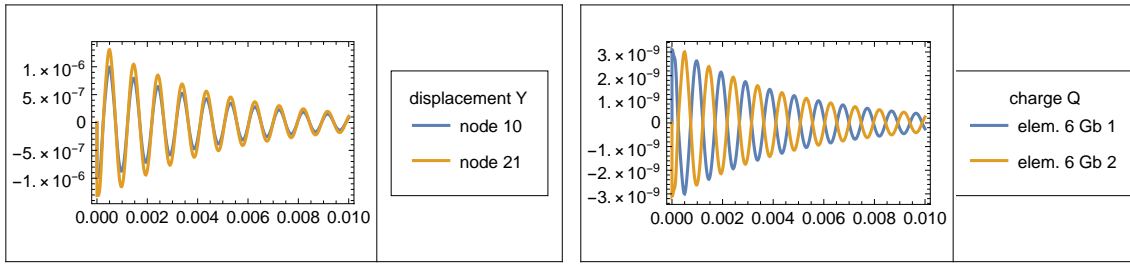 1.×10⁻⁶
5.×10⁻⁷
0
−5.×10⁻⁷
−1.×10⁻⁶
0.000 0.002 0.004 0.006 0.008 0.010
displacement Y
node 10
node 21
3.×10⁻⁹
2.×10⁻⁹
1.×10⁻⁹
0
−1.×10⁻⁹
−2.×10⁻⁹
−3.×10⁻⁹
0.000 0.002 0.004 0.006 0.008 0.010
charge Q
elem. 6 Gb 1
elem. 6 Gb 2